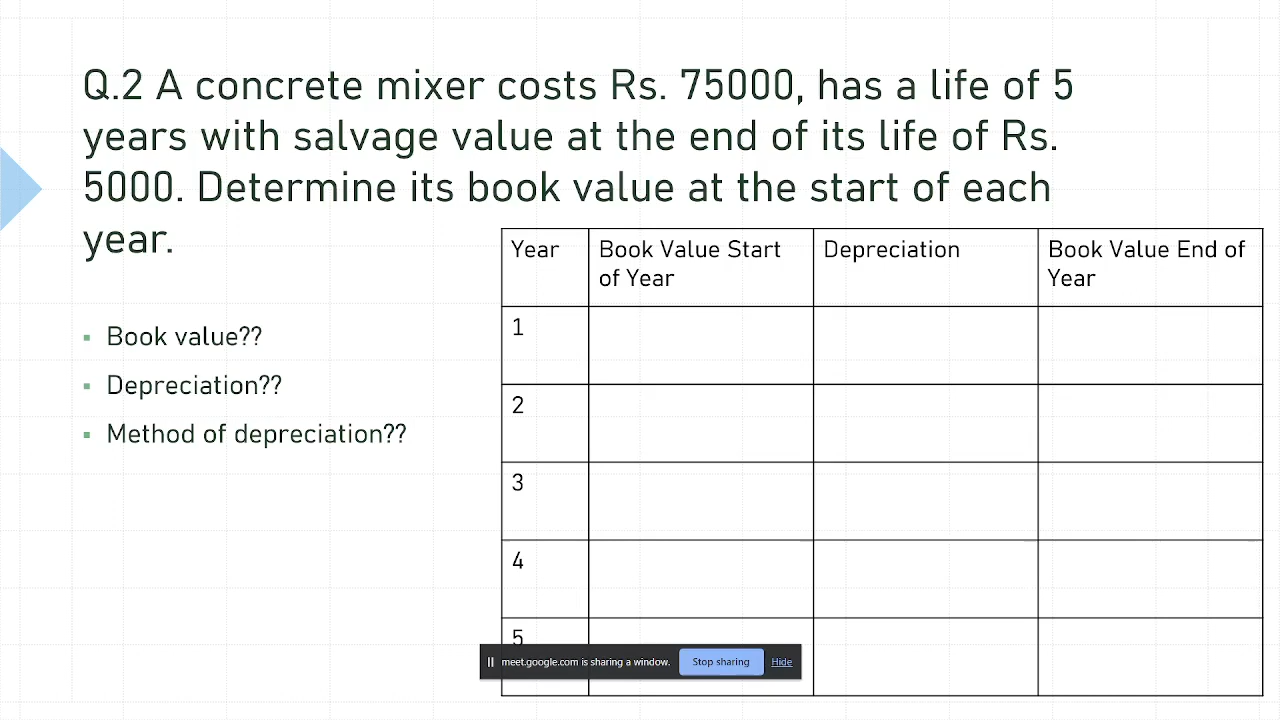 Q.2 A concrete mixer costs Rs. 75000, has a life of 5
years with salvage value at the end of its life of Rs.
5000. Determine its book value at the start of each
year.
Book value??
Depreciation??
Method of depreciation??
Year
Book Value Start
of Year
Depreciation
Book Value End of
Year
1
2
3
4
5
meet.google.com is sharing a window.
Stop sharing
Hide